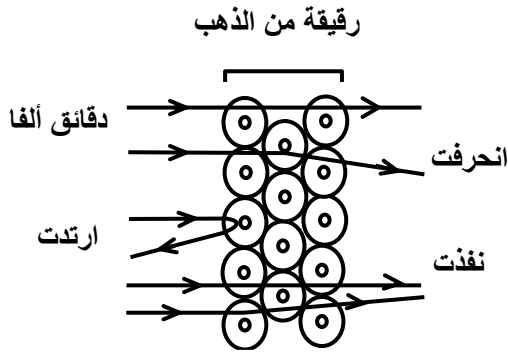 رقيقة من الذهب
دقائق ألفا
انحرفت
ارتدت
نفذت